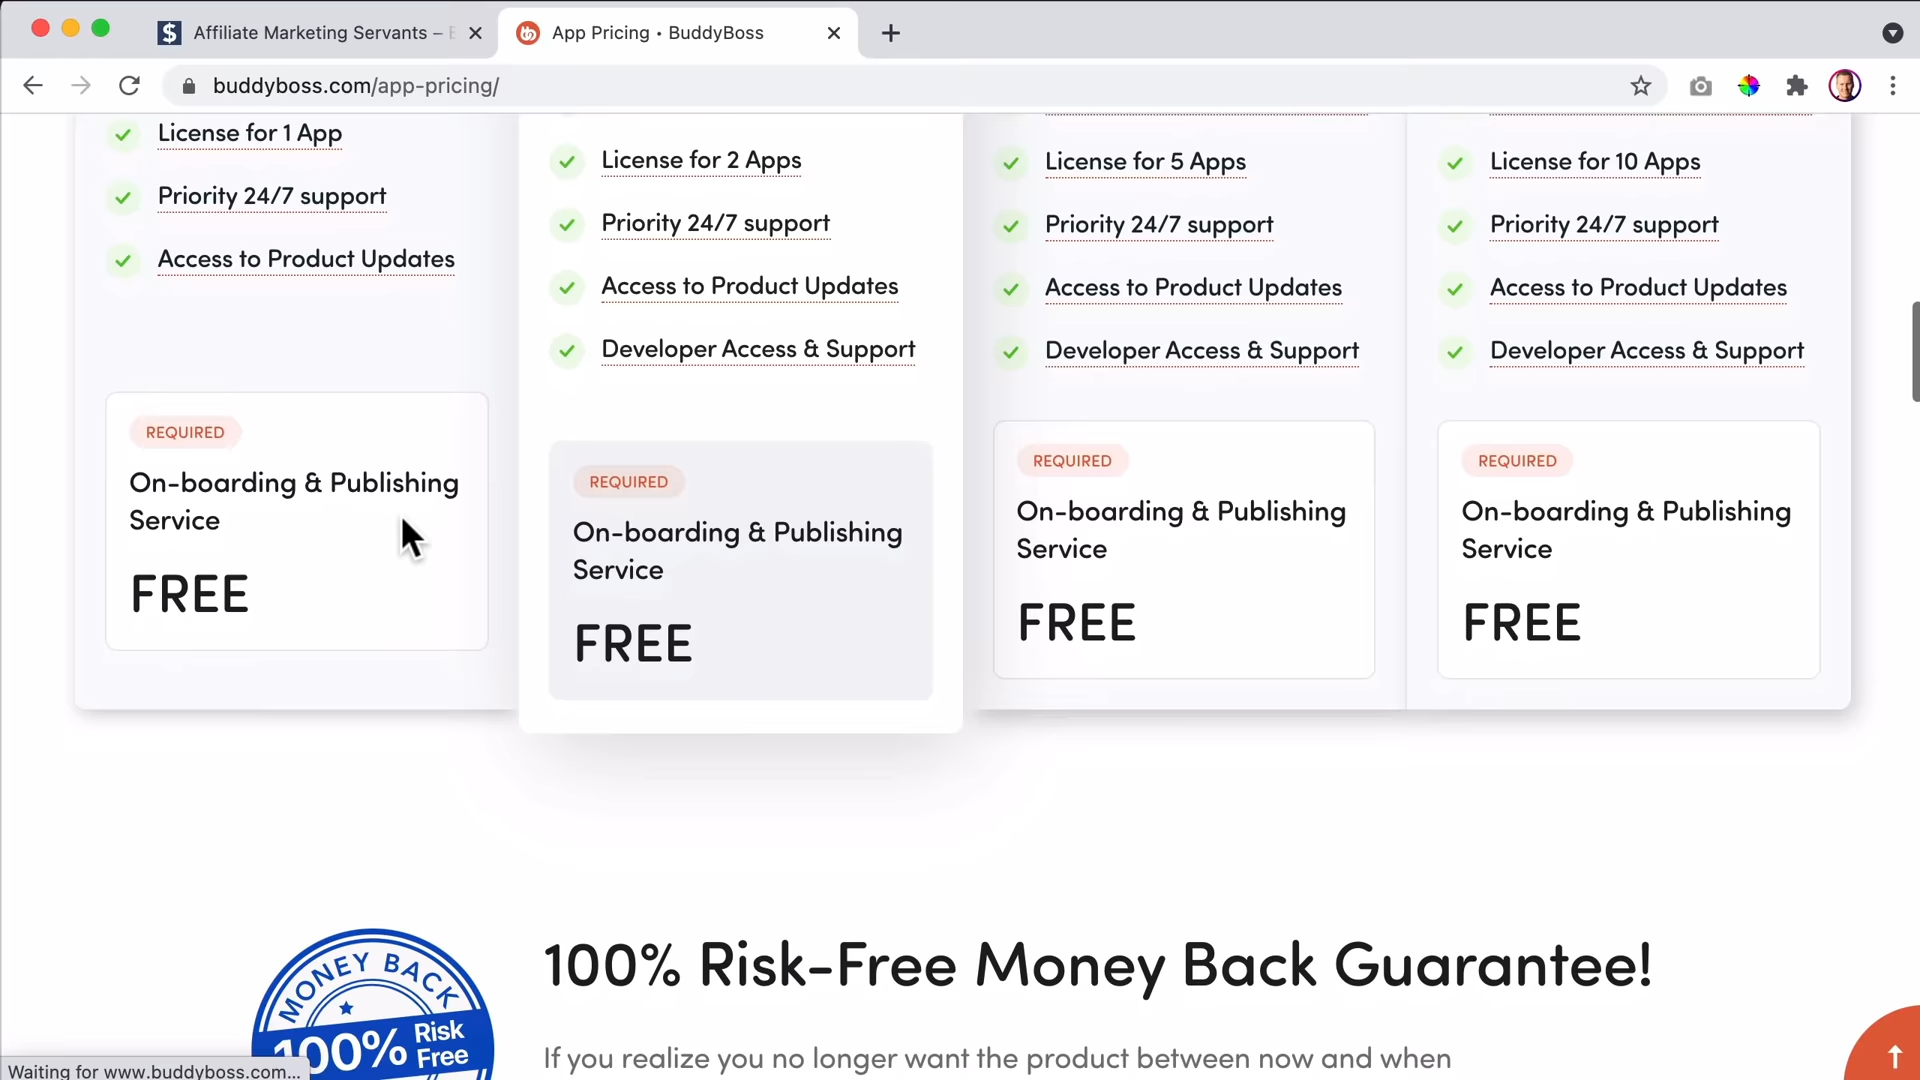 Affiliate Marketing Servants – E
App Pricing • BuddyBoss
buddyboss.com/app-pricing/
License for 1 App
Priority 24/7 support
Access to Product Updates
REQUIRED
On-boarding & Publishing
Service
FREE
License for 2 Apps
Priority 24/7 support
Access to Product Updates
Developer Access & Support
REQUIRED
On-boarding & Publishing
Service
FREE
License for 5 Apps
Priority 24/7 support
Access to Product Updates
Developer Access & Support
REQUIRED
On-boarding & Publishing
Service
FREE
License for 10 Apps
Priority 24/7 support
Access to Product Updates
Developer Access & Support
REQUIRED
On-boarding & Publishing
Service
FREE
MONEY BACK
100% Risk
Free
100% Risk-Free Money Back Guarantee!
If you realize you no longer want the product between now and when
Waiting for www.buddyboss.com...